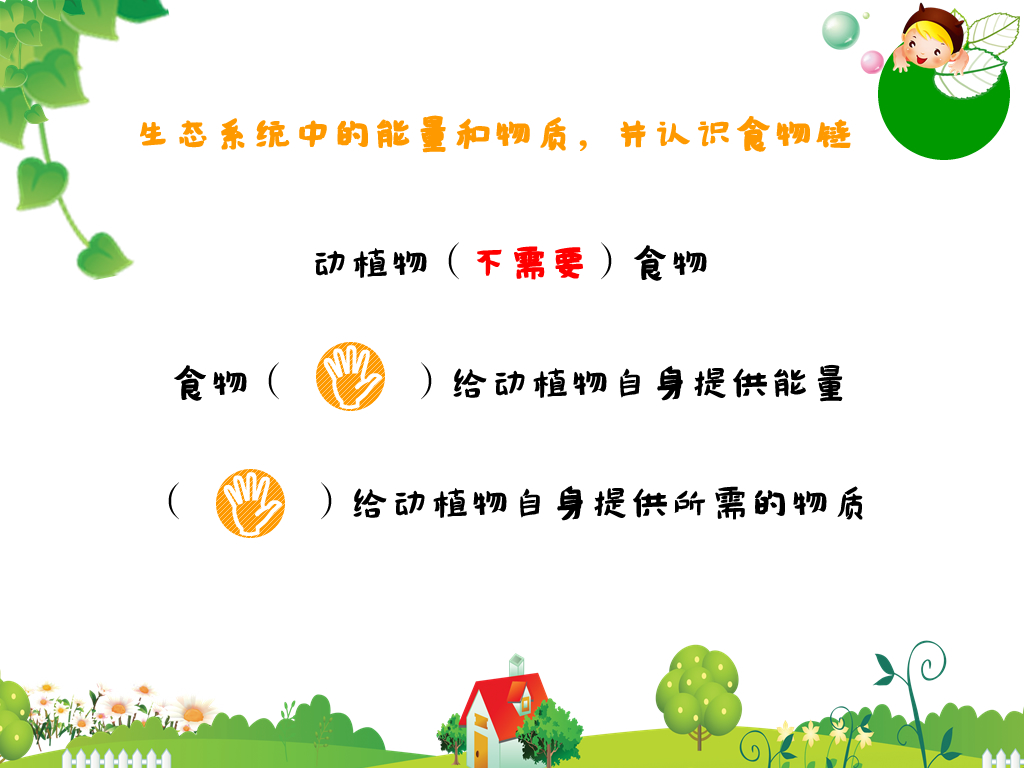 生态系统中的能量和物质，并认识食物链
动植物（不需要）食物
食物（ ）给动植物自身提供能量
（ ）给动植物自身提供所需的物质